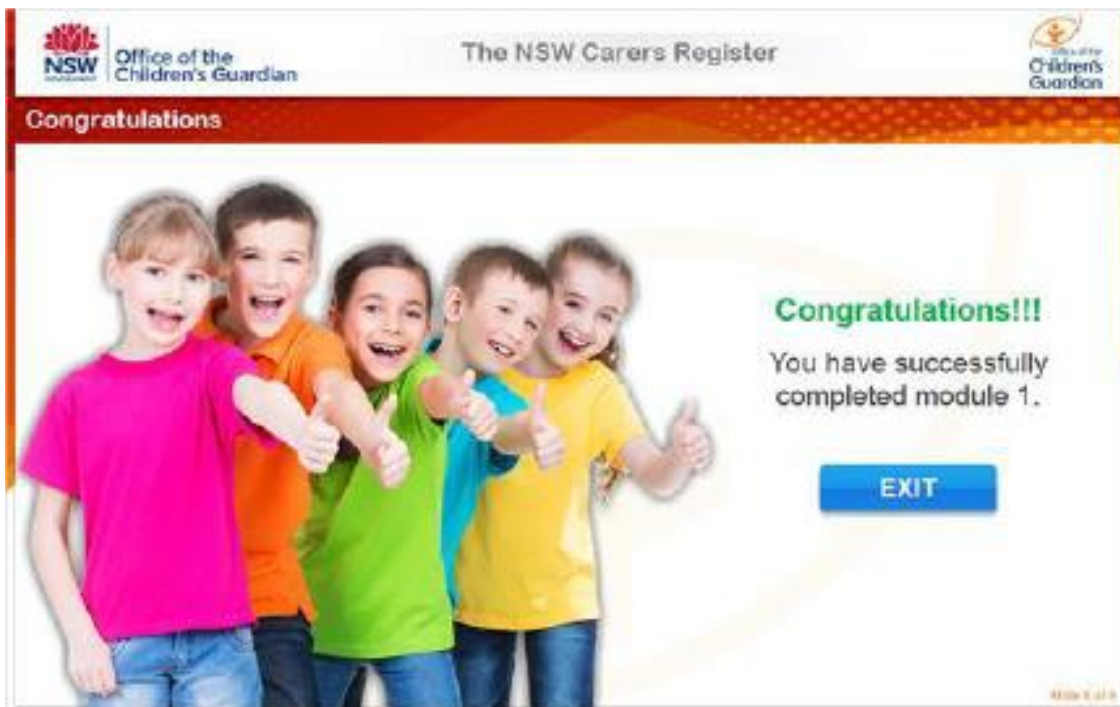 NSW
Office of the
Children's Guardian
The NSW Carers Register
Children's
Guardian
Congratulations
Congratulations!!!
You have successfully
completed module 1.
EXIT